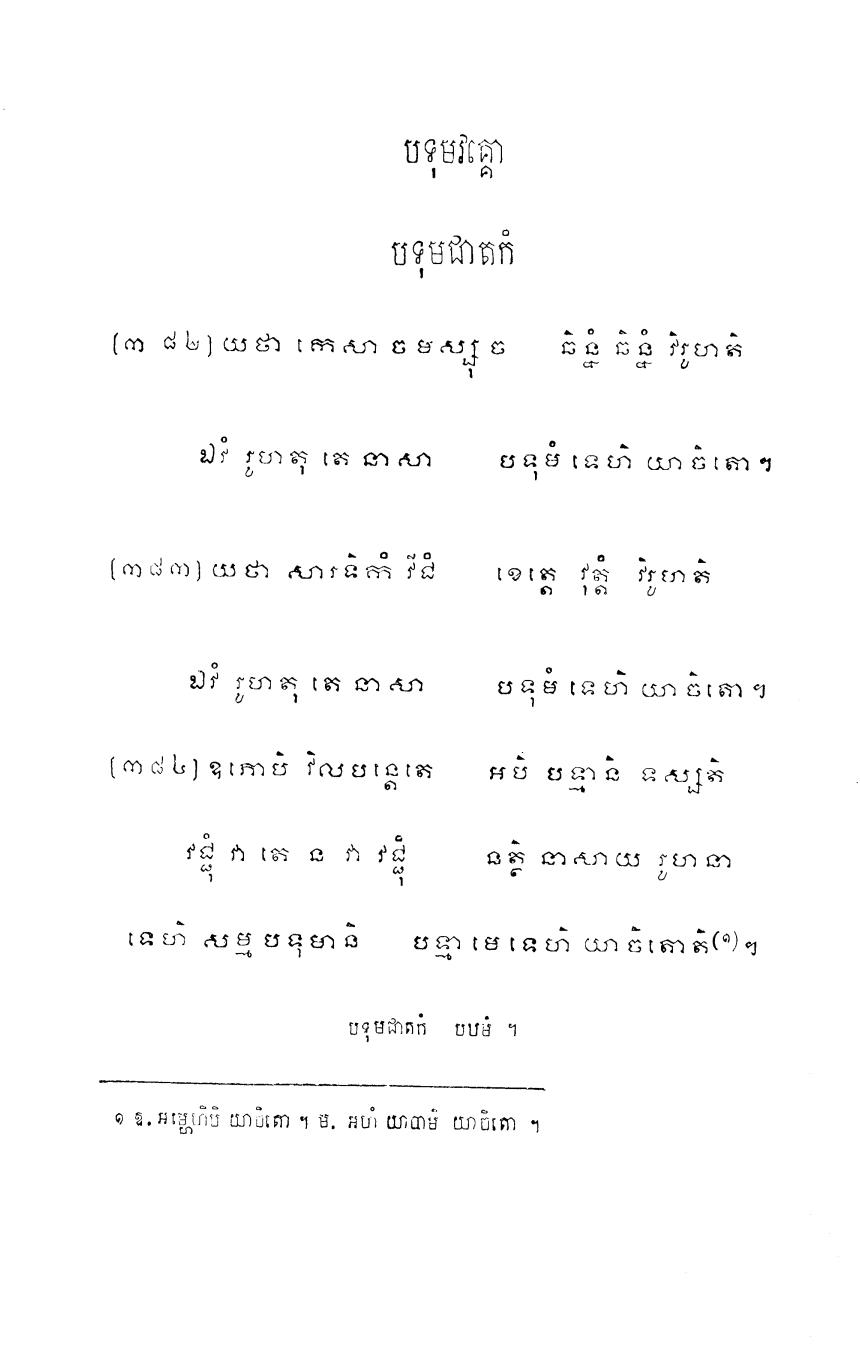 បទុមវគ្គោ
បទុមជាតកំ
(៣៨២) យថា កេសា ច មស្សុ ច ឆិន្នំ ឆិន្នំ វិរូហតិ
ឯវំ រូហតុ តេ នាសា បទុមំ ទេហិ យាចិតោ ។
(៣៨៣) យថា សារទិកំ វីជំ ខេត្តេ វុត្តំ វិរូហតិ
ឯវំ រូហតុ តេ នាសា បទុមំ ទេហិ យាចិតោ ។
(៣៨៤) ឧភោបិ វិលបន្តេតេ អបិ បទ្មានិ ទស្សតិ
វជ្ជុំ វា តេ ន វា វជ្ជុំ នត្ថិ នាសាយ រូហនា
ទេហិ សម្ម បទុមានិ បទ្មា មេ ទេហិ យាចិតោតិ(១) ។
បទុមជាតកំ បឋមំ ។
១ ឱ. អម្ហេហិបិ យាចិតោ ។ ម. អហំ យាចាមិ យាចិតោ ។